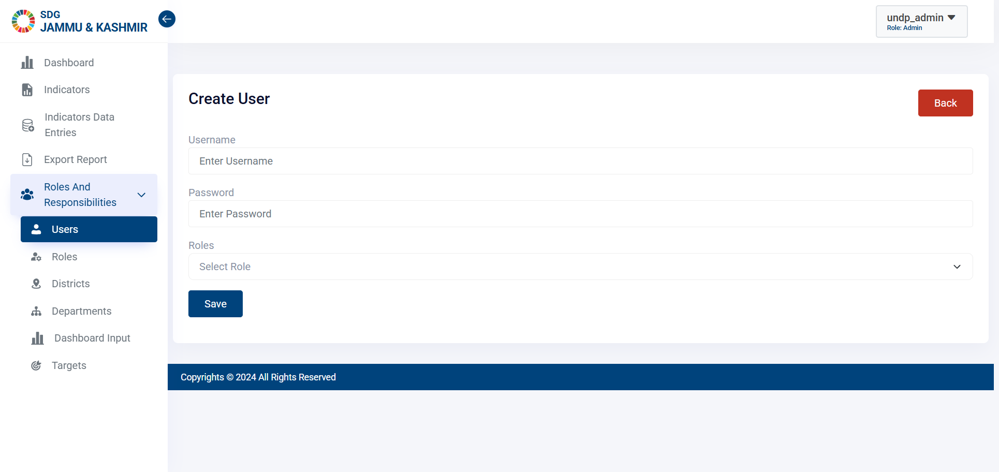 SDG
JAMMU & KASHMIR
undp_admin
Role: Admin
Dashboard
Indicators
Indicators Data
Entries
Export Report
Roles And
Responsibilities
Users
Roles
Districts
Departments
Dashboard Input
Targets
Create User
Back
Username
Enter Username
Password
Enter Password
Roles
Select Role
Save
Copyrights © 2024 All Rights Reserved